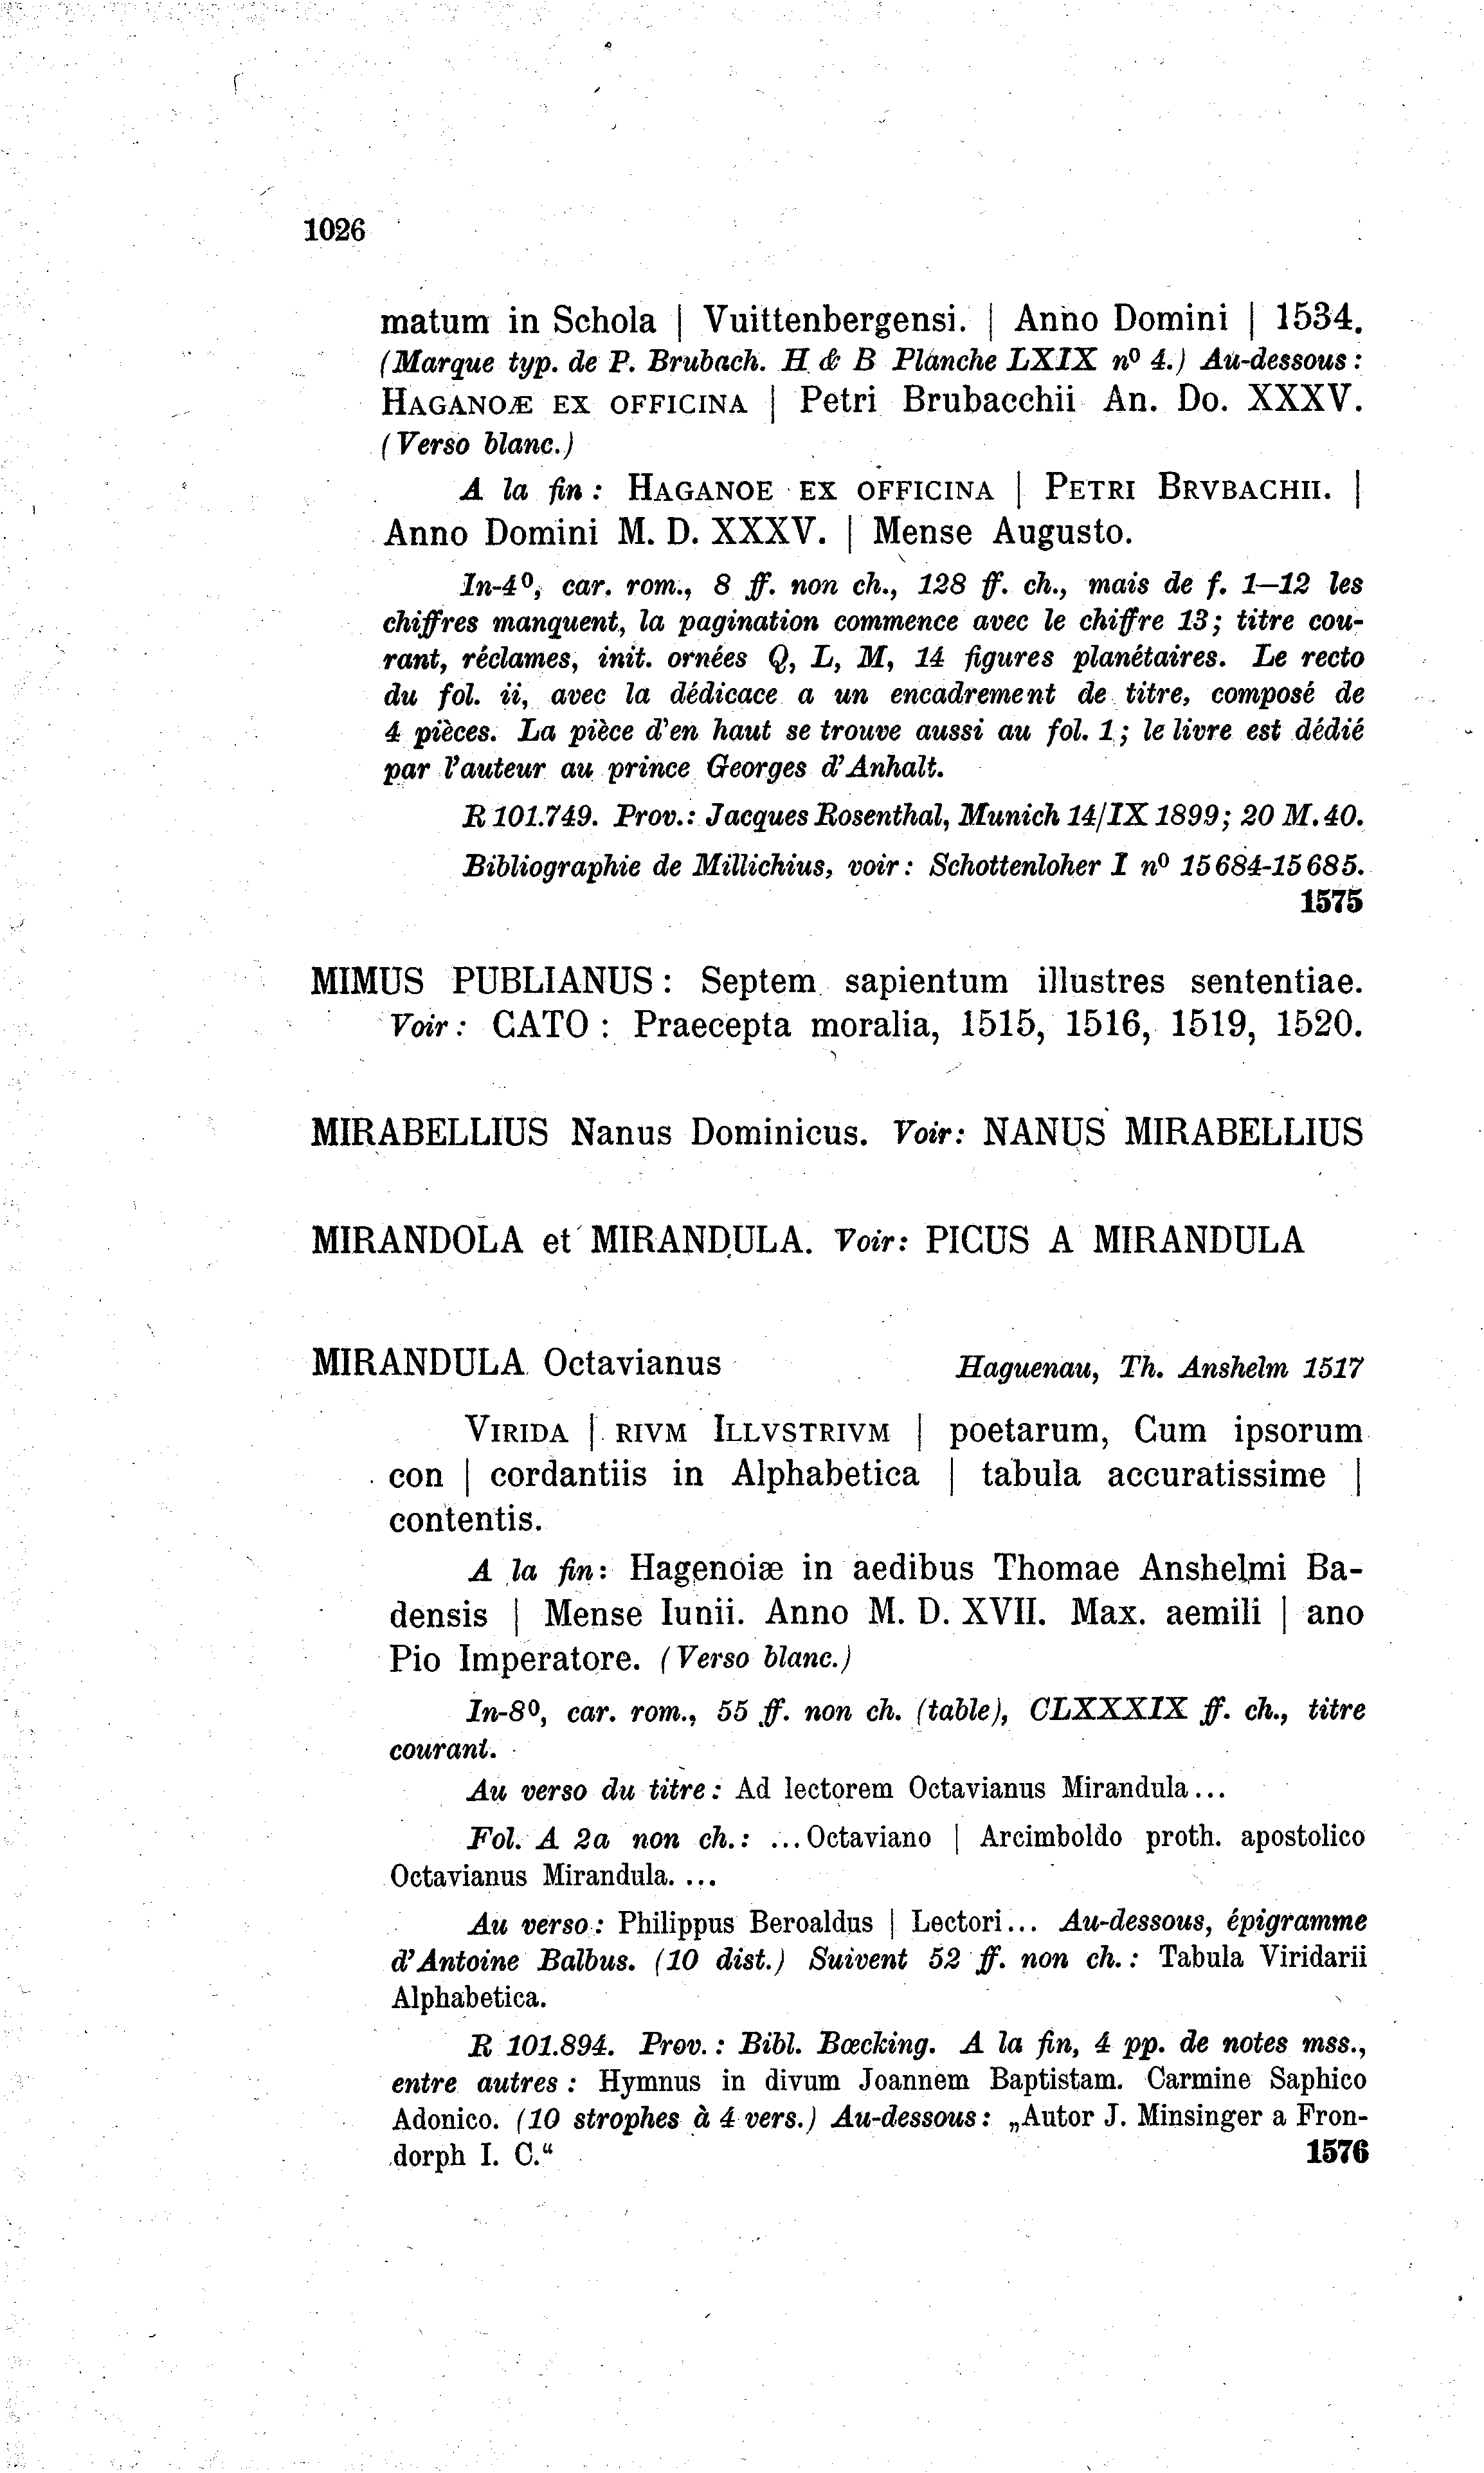 1026
matum in Schola | Vuittenbergensi. | Anno Domini | 1534.
(Marque typ. de P. Brubach. H & B Planche LXIX nº 4.) Au-dessous :
HAGANOÆ EX OFFICINA | Petri Brubacchii An. Do. XXXV.
(Verso blanc.)
A la fin : HAGANOE EX OFFICINA | PETRI BRVBACHII. |
Anno Domini M. D. XXXV. | Mense Augusto.
In-4º, car. rom., 8 ff. non ch., 128 ff. ch., mais de f. 1—12 les
chiffres manquent, la pagination commence avec le chiffre 13; titre cou-
rant, réclames, init. ornées Q, L, M, 14 figures planétaires. Le recto
du fol. ii, avec la dédicace a un encadrement de titre, composé de
4 pièces. La pièce d'en haut se trouve aussi au fol. 1; le livre est dédié
par l'auteur au prince Georges d'Anhalt.
R 101.749. Prov.: Jacques Rosenthal, Munich 14/IX 1899; 20 M. 40.
Bibliographie de Millichius, voir : Schottenloher I nº 15684-15685.
1575
MIMUS PUBLIANUS : Septem sapientum illustres sententiae.
Voir : CATO : Praecepta moralia, 1515, 1516, 1519, 1520.
MIRABELLIUS Nanus Dominicus. Voir: NANUS MIRABELLIUS
MIRANDOLA et MIRANDULA. Voir: PICUS A MIRANDULA
MIRANDULA Octavianus Haguenau, Th. Anshelm 1517
VIRIDA | RIVM ILLVSTRIVM | poetarum, Cum ipsorum
con | cordantiis in Alphabetica | tabula accuratissime |
contentis.
A la fin: Hagenoiæ in aedibus Thomae Anshelmi Ba-
densis | Mense Iunii. Anno M. D. XVII. Max. aemili | ano
Pio Imperatore. (Verso blanc.)
In-8º, car. rom., 55 ff. non ch. (table), CLXXXIX ff. ch., titre
courant.
Au verso du titre : Ad lectorem Octavianus Mirandula...
Fol. A 2a non ch. : ...Octaviano | Arcimboldo proth. apostolico
Octavianus Mirandula. ...
Au verso : Philippus Beroaldus | Lectori... Au-dessous, épigramme
d'Antoine Balbus. (10 dist.) Suivent 52 ff. non ch. : Tabula Viridarii
Alphabetica.
R 101.894. Prov. : Bibl. Bœcking. A la fin, 4 pp. de notes mss.,
entre autres : Hymnus in divum Joannem Baptistam. Carmine Saphico
Adonico. (10 strophes à 4 vers.) Au-dessous : „Autor J. Minsinger a Fron-
dorph I. C.“ 1576